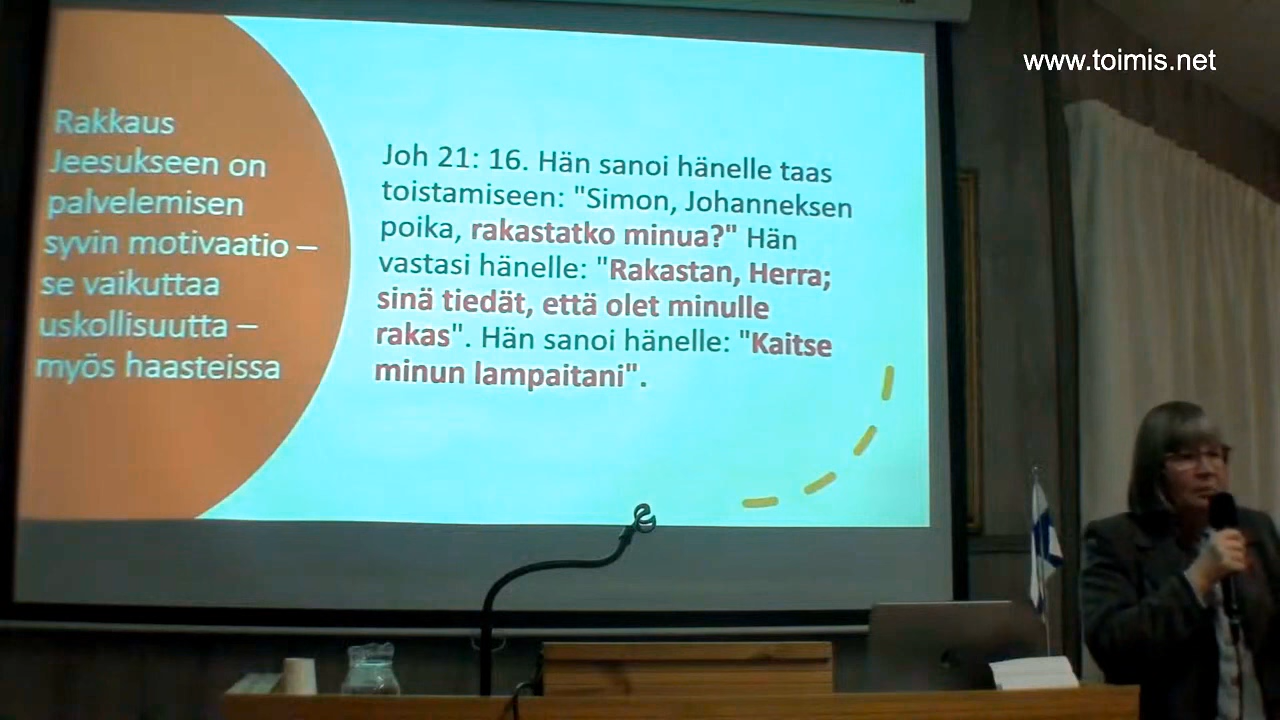 www.toimis.net
Rakkaus
Jeesukseen on
palvelemisen
syvin motivaatio –
se vaikuttaa
uskollisuutta –
myös haasteissa
Joh 21: 16. Hän sanoi hänelle taas
toistamiseen: "Simon, Johanneksen
poika, rakastatko minua?" Hän
vastasi hänelle: "Rakastan, Herra;
sinä tiedät, että olet minulle
rakas". Hän sanoi hänelle: "Kaitse
minun lampaitani".